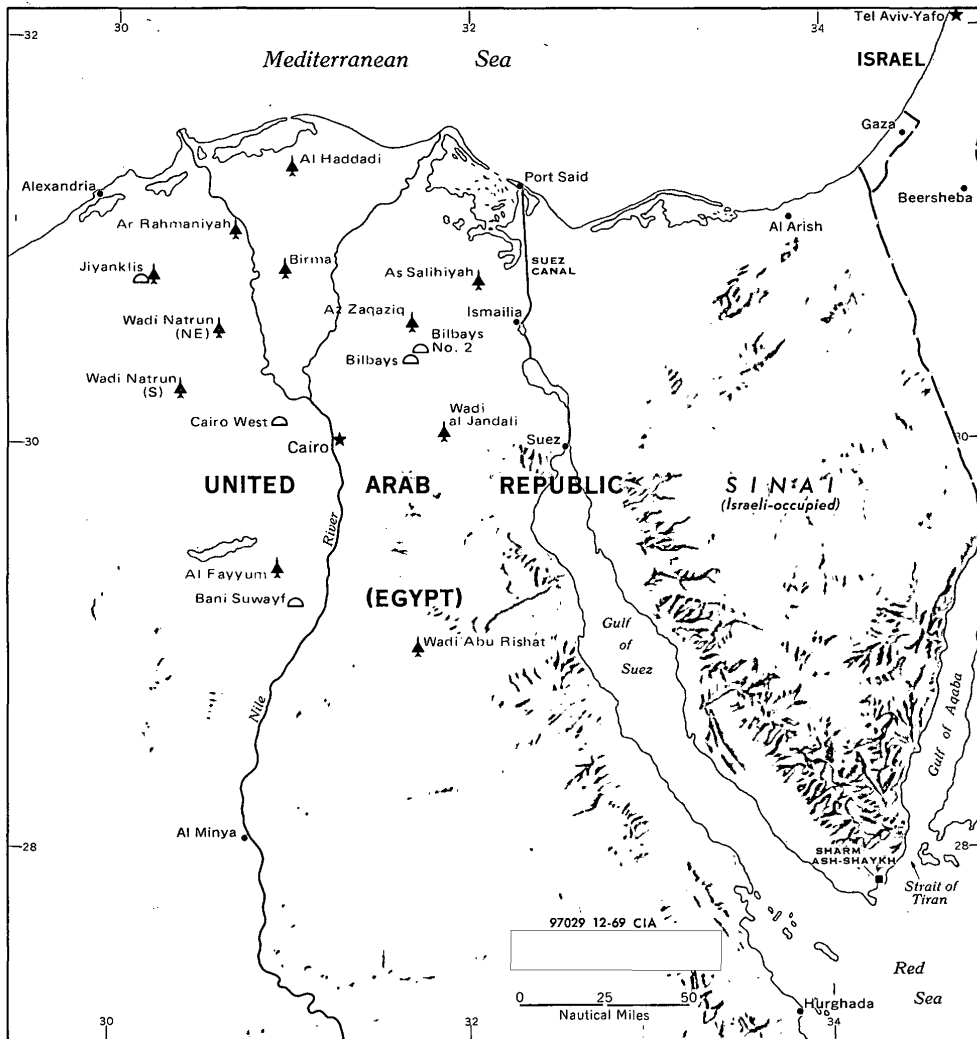 30
32
34
Tel Aviv-Yafo
32
Mediterranean Sea
ISRAEL
Gaza
Al Haddadi
Alexandria
Port Said
Beersheba
Ar Rahmaniyah
Al Arish
Jiyanklis
Birma
As Salihiyah
SUEZ
CANAL
Az Zaqaziq
Ismailia
Wadi Natrun
(NE)
Bilbays
No. 2
Bilbays
Wadi Natrun
(S)
Cairo West
Wadi
al Jandali
30
Cairo
Suez
30
UNITED ARAB REPUBLIC
SINAI
(Israeli-occupied)
River
Al Fayyum
Bani Suwayf
(EGYPT)
Gulf
of
Suez
Wadi Abu Rishat
Nile
Gulf of Aqaba
Al Minya
28
28
SHARM
ASH-SHAYKH
Strait of
Tiran
97029 12-69 CIA
Red
Sea
0 25 50
Nautical Miles
Hurghada
30
32
34